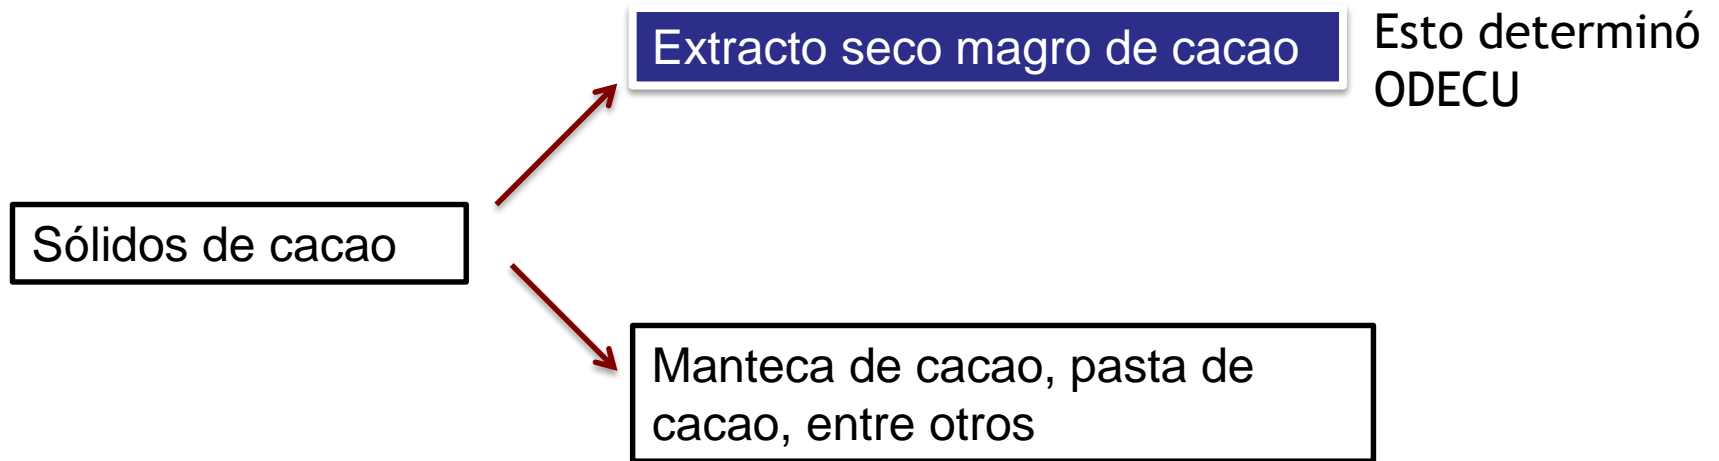 Extracto seco magro de cacao
Esto determinó
ODECU
Sólidos de cacao
Manteca de cacao, pasta de
cacao, entre otros